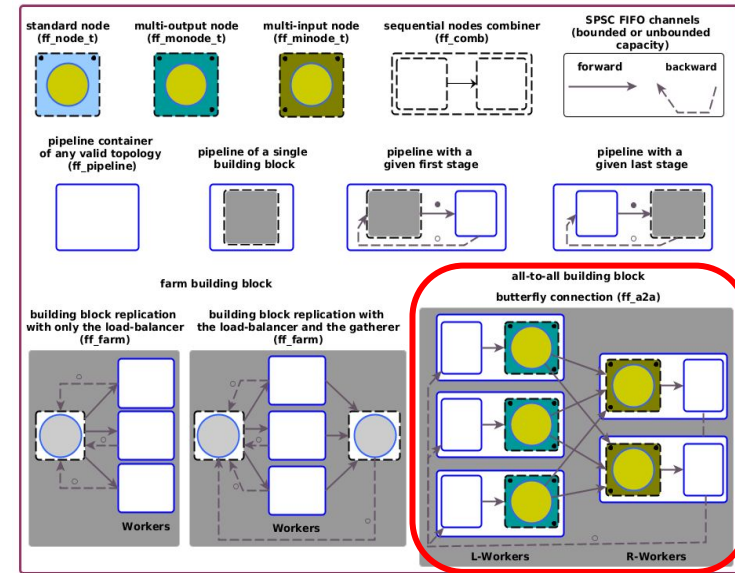 standard node
(ff_node_t)
multi-output node
(ff_monode_t)
multi-input node
(ff_minode_t)
sequential nodes combiner
(ff_comb)
SPSC FIFO channels
(bounded or unbounded
capacity)
forward
backward
pipeline container
of any valid topology
(ff_pipeline)
pipeline of a single
building block
pipeline with a
given first stage
pipeline with a
given last stage
farm building block
building block replication
with only the load-balancer
(ff_farm)
Workers
building block replication with
the load-balancer and the gatherer
(ff_farm)
Workers
all-to-all building block
butterfly connection (ff_a2a)
L-Workers
R-Workers